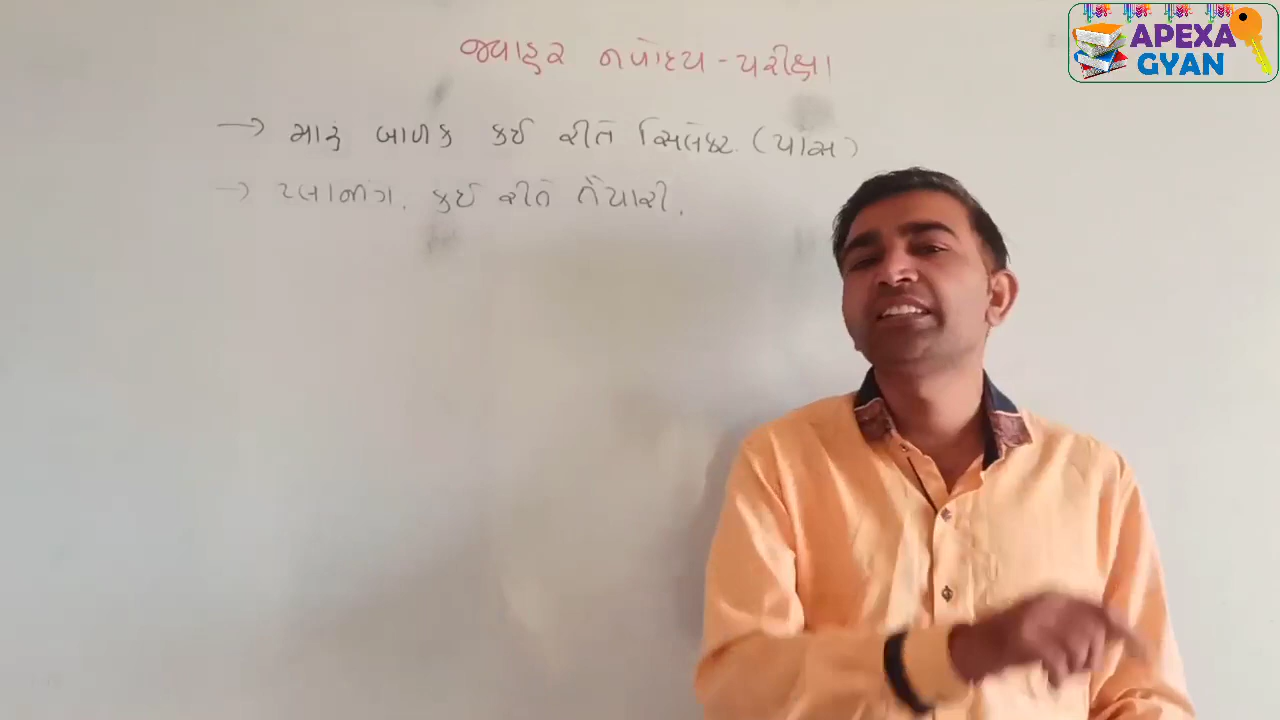 જવાહર નવોદય - પરીક્ષા
→ મારૂ બાળક કઈ રીતે સિલેક્ટ. (પાસ)
→ પ્લાનીંગ. કઈ રીતે તૈયારી.
APEXA
GYAN